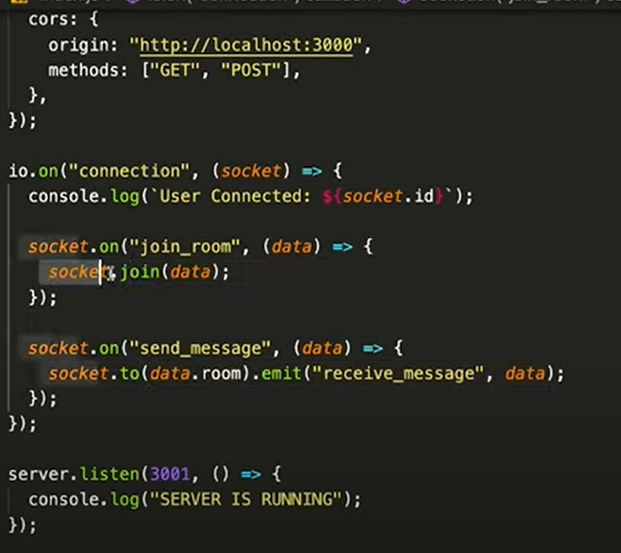 cors: {
origin: "http://localhost:3000",
methods: ["GET", "POST"],
},
});
io.on("connection", (socket) => {
console.log(`User Connected: ${socket.id}`);
socket.on("join_room", (data) => {
socket.join(data);
});
socket.on("send_message", (data) => {
socket.to(data.room).emit("receive_message", data);
});
});
server.listen(3001, () => {
console.log("SERVER IS RUNNING");
});